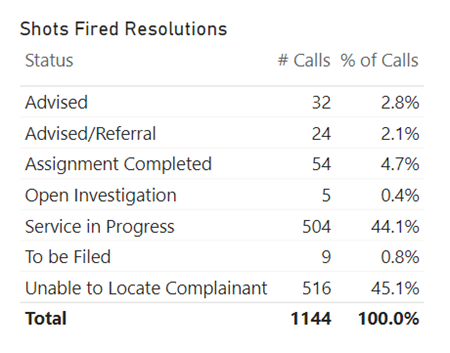 Shots Fired Resolutions
Status # Calls % of Calls
Advised 32 2.8%
Advised/Referral 24 2.1%
Assignment Completed 54 4.7%
Open Investigation 5 0.4%
Service in Progress 504 44.1%
To be Filed 9 0.8%
Unable to Locate Complainant 516 45.1%
Total 1144 100.0%